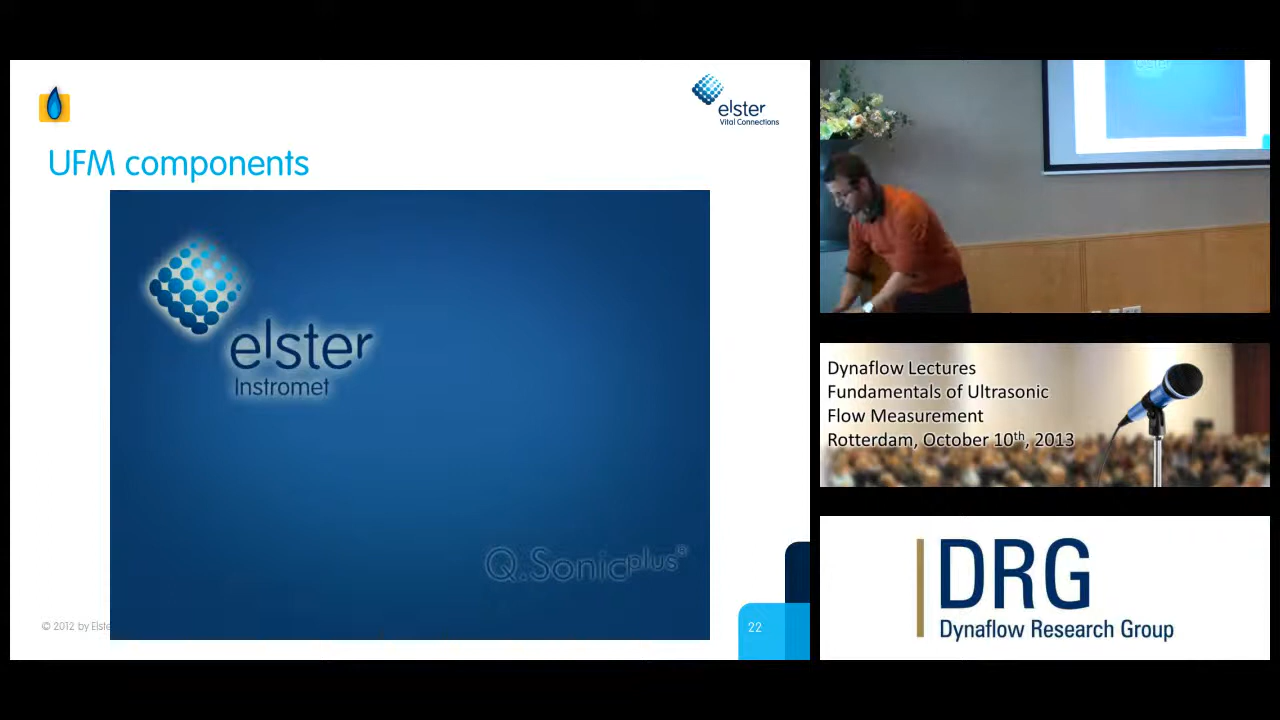 elster
Vital Connections
UFM components
elster
Instromet
Q.Sonicplus®
© 2012 by Elste
22
Dynaflow Lectures
Fundamentals of Ultrasonic
Flow Measurement
Rotterdam, October 10th, 2013
DRG
Dynaflow Research Group